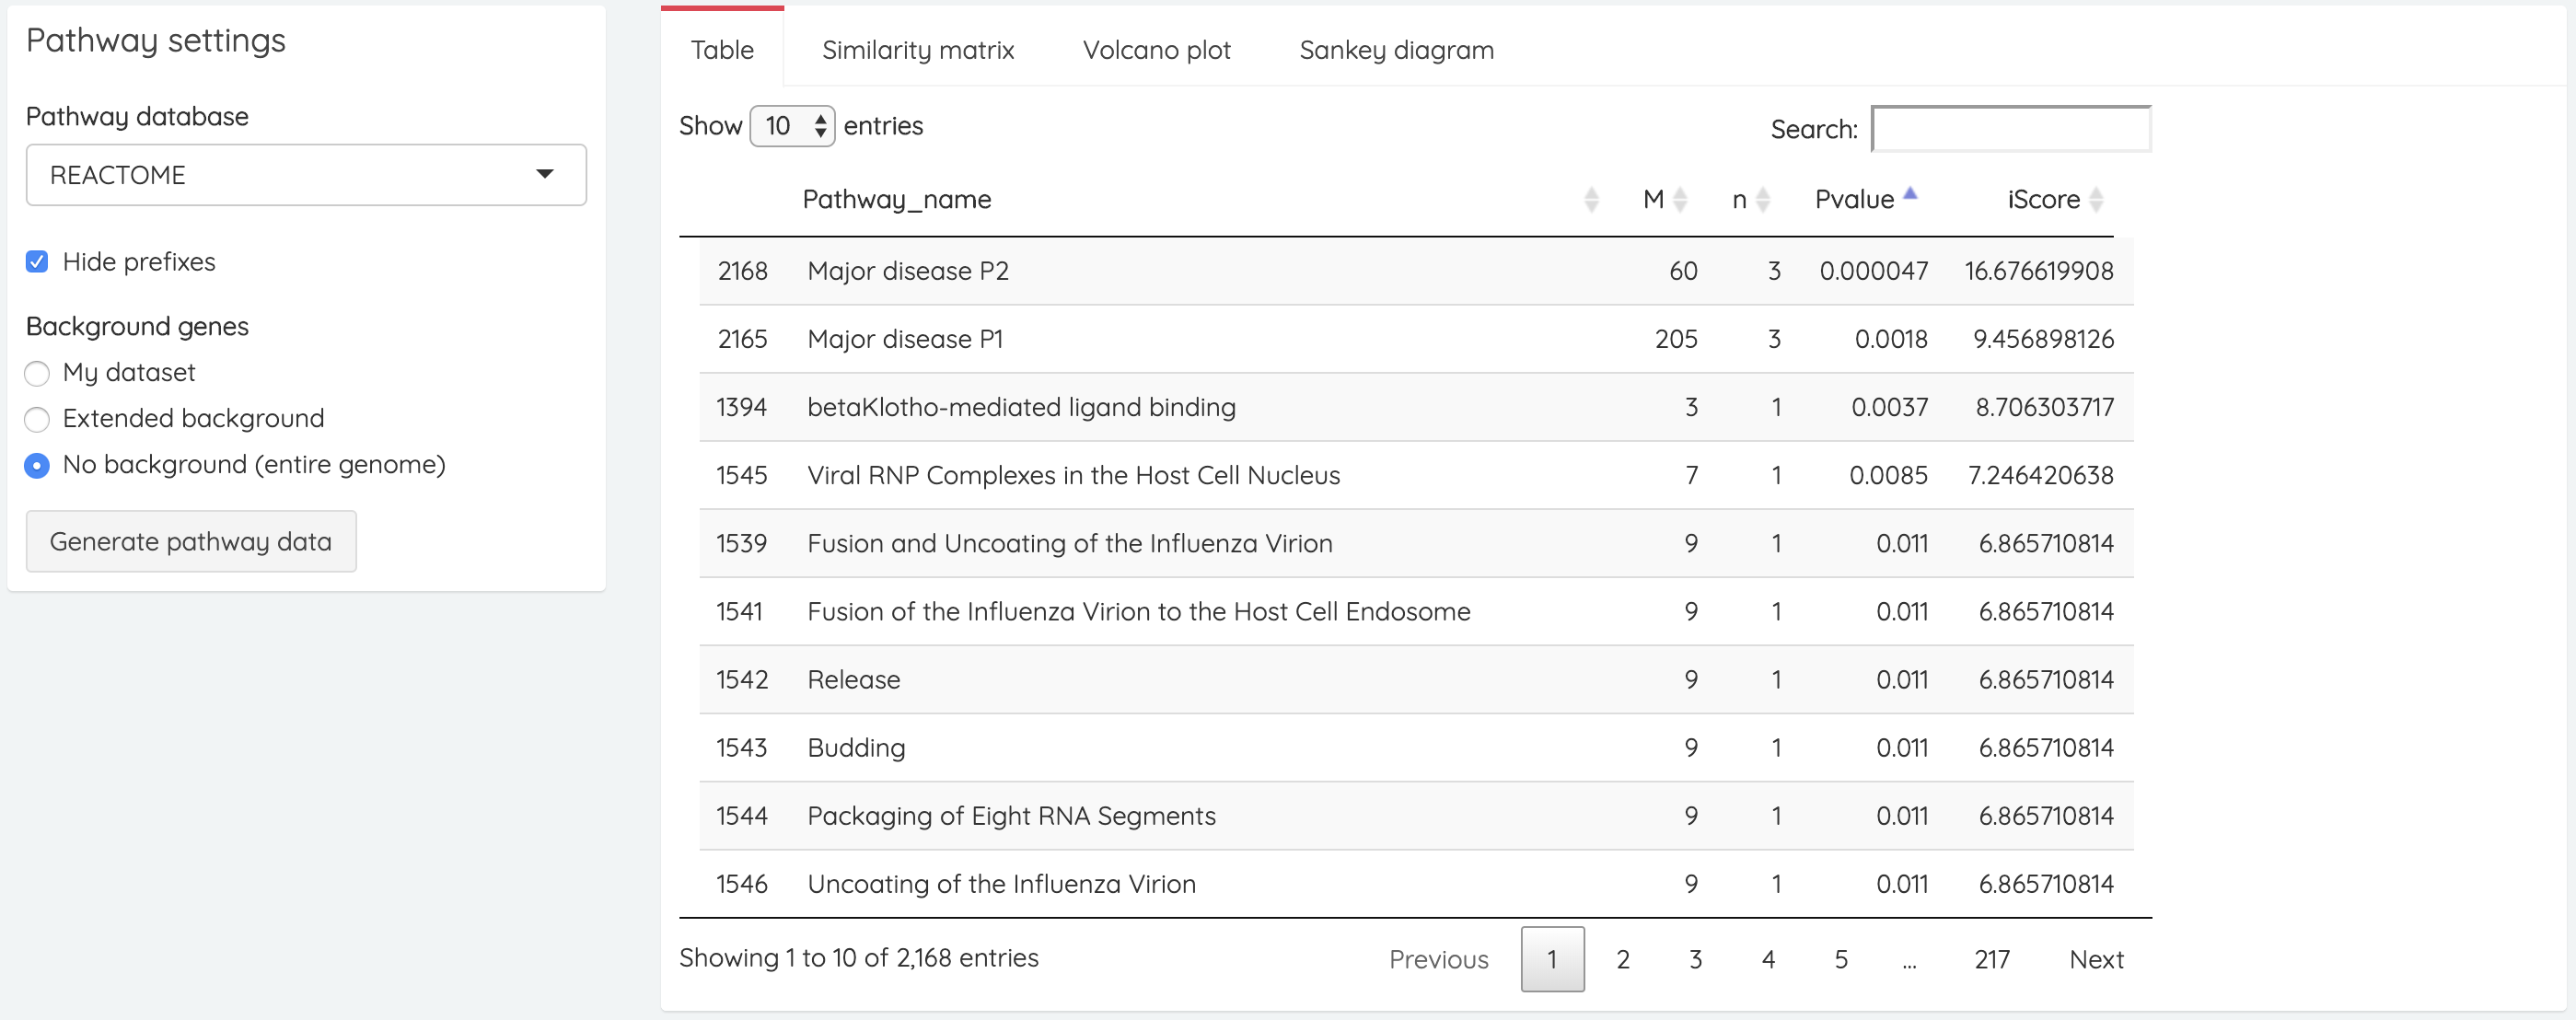 Pathway settings
Pathway database
REACTOME
Hide prefixes
Background genes
My dataset
Extended background
No background (entire genome)
Generate pathway data
Table Similarity matrix Volcano plot Sankey diagram
Show 10 entries Search:
Pathway_name M n Pvalue iScore
2168 Major disease P2 60 3 0.000047 16.676619908
2165 Major disease P1 205 3 0.0018 9.456898126
1394 betaKlotho-mediated ligand binding 3 1 0.0037 8.706303717
1545 Viral RNP Complexes in the Host Cell Nucleus 7 1 0.0085 7.246420638
1539 Fusion and Uncoating of the Influenza Virion 9 1 0.011 6.865710814
1541 Fusion of the Influenza Virion to the Host Cell Endosome 9 1 0.011 6.865710814
1542 Release 9 1 0.011 6.865710814
1543 Budding 9 1 0.011 6.865710814
1544 Packaging of Eight RNA Segments 9 1 0.011 6.865710814
1546 Uncoating of the Influenza Virion 9 1 0.011 6.865710814
Showing 1 to 10 of 2,168 entries Previous 1 2 3 4 5 ... 217 Next